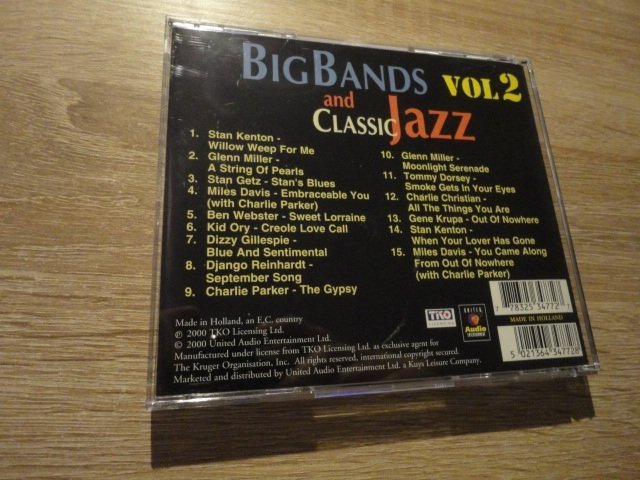 BIGBANDS VOL 2
and
CLASSIC Jazz
1. Stan Kenton -
Willow Weep For Me
2. Glenn Miller -
A String Of Pearls
3. Stan Getz - Stan's Blues
4. Miles Davis - Embraceable You
(with Charlie Parker)
5. Ben Webster - Sweet Lorraine
6. Kid Ory - Creole Love Call
7. Dizzy Gillespie -
Blue And Sentimental
8. Django Reinhardt -
September Song
9. Charlie Parker - The Gypsy
10. Glenn Miller -
Moonlight Serenade
11. Tommy Dorsey -
Smoke Gets In Your Eyes
12. Charlie Christian -
All The Things You Are
13. Gene Krupa - Out Of Nowhere
14. Stan Kenton -
When Your Lover Has Gone
15. Miles Davis - You Came Along
From Out Of Nowhere
(with Charlie Parker)
Made in Holland, an E.C. country
℗ 2000 TKO Licensing Ltd.
© 2000 United Audio Entertainment Ltd.
Manufactured under license from TKO Licensing Ltd. as exclusive agent for
The Kruger Organisation, Inc. All rights reserved, international copyright secured.
Marketed and distributed by United Audio Entertainment Ltd. a Kuys Leisure Company.
TKO
UNITED
Audio
7 78325 34772
MADE IN HOLLAND
5 021364 347728